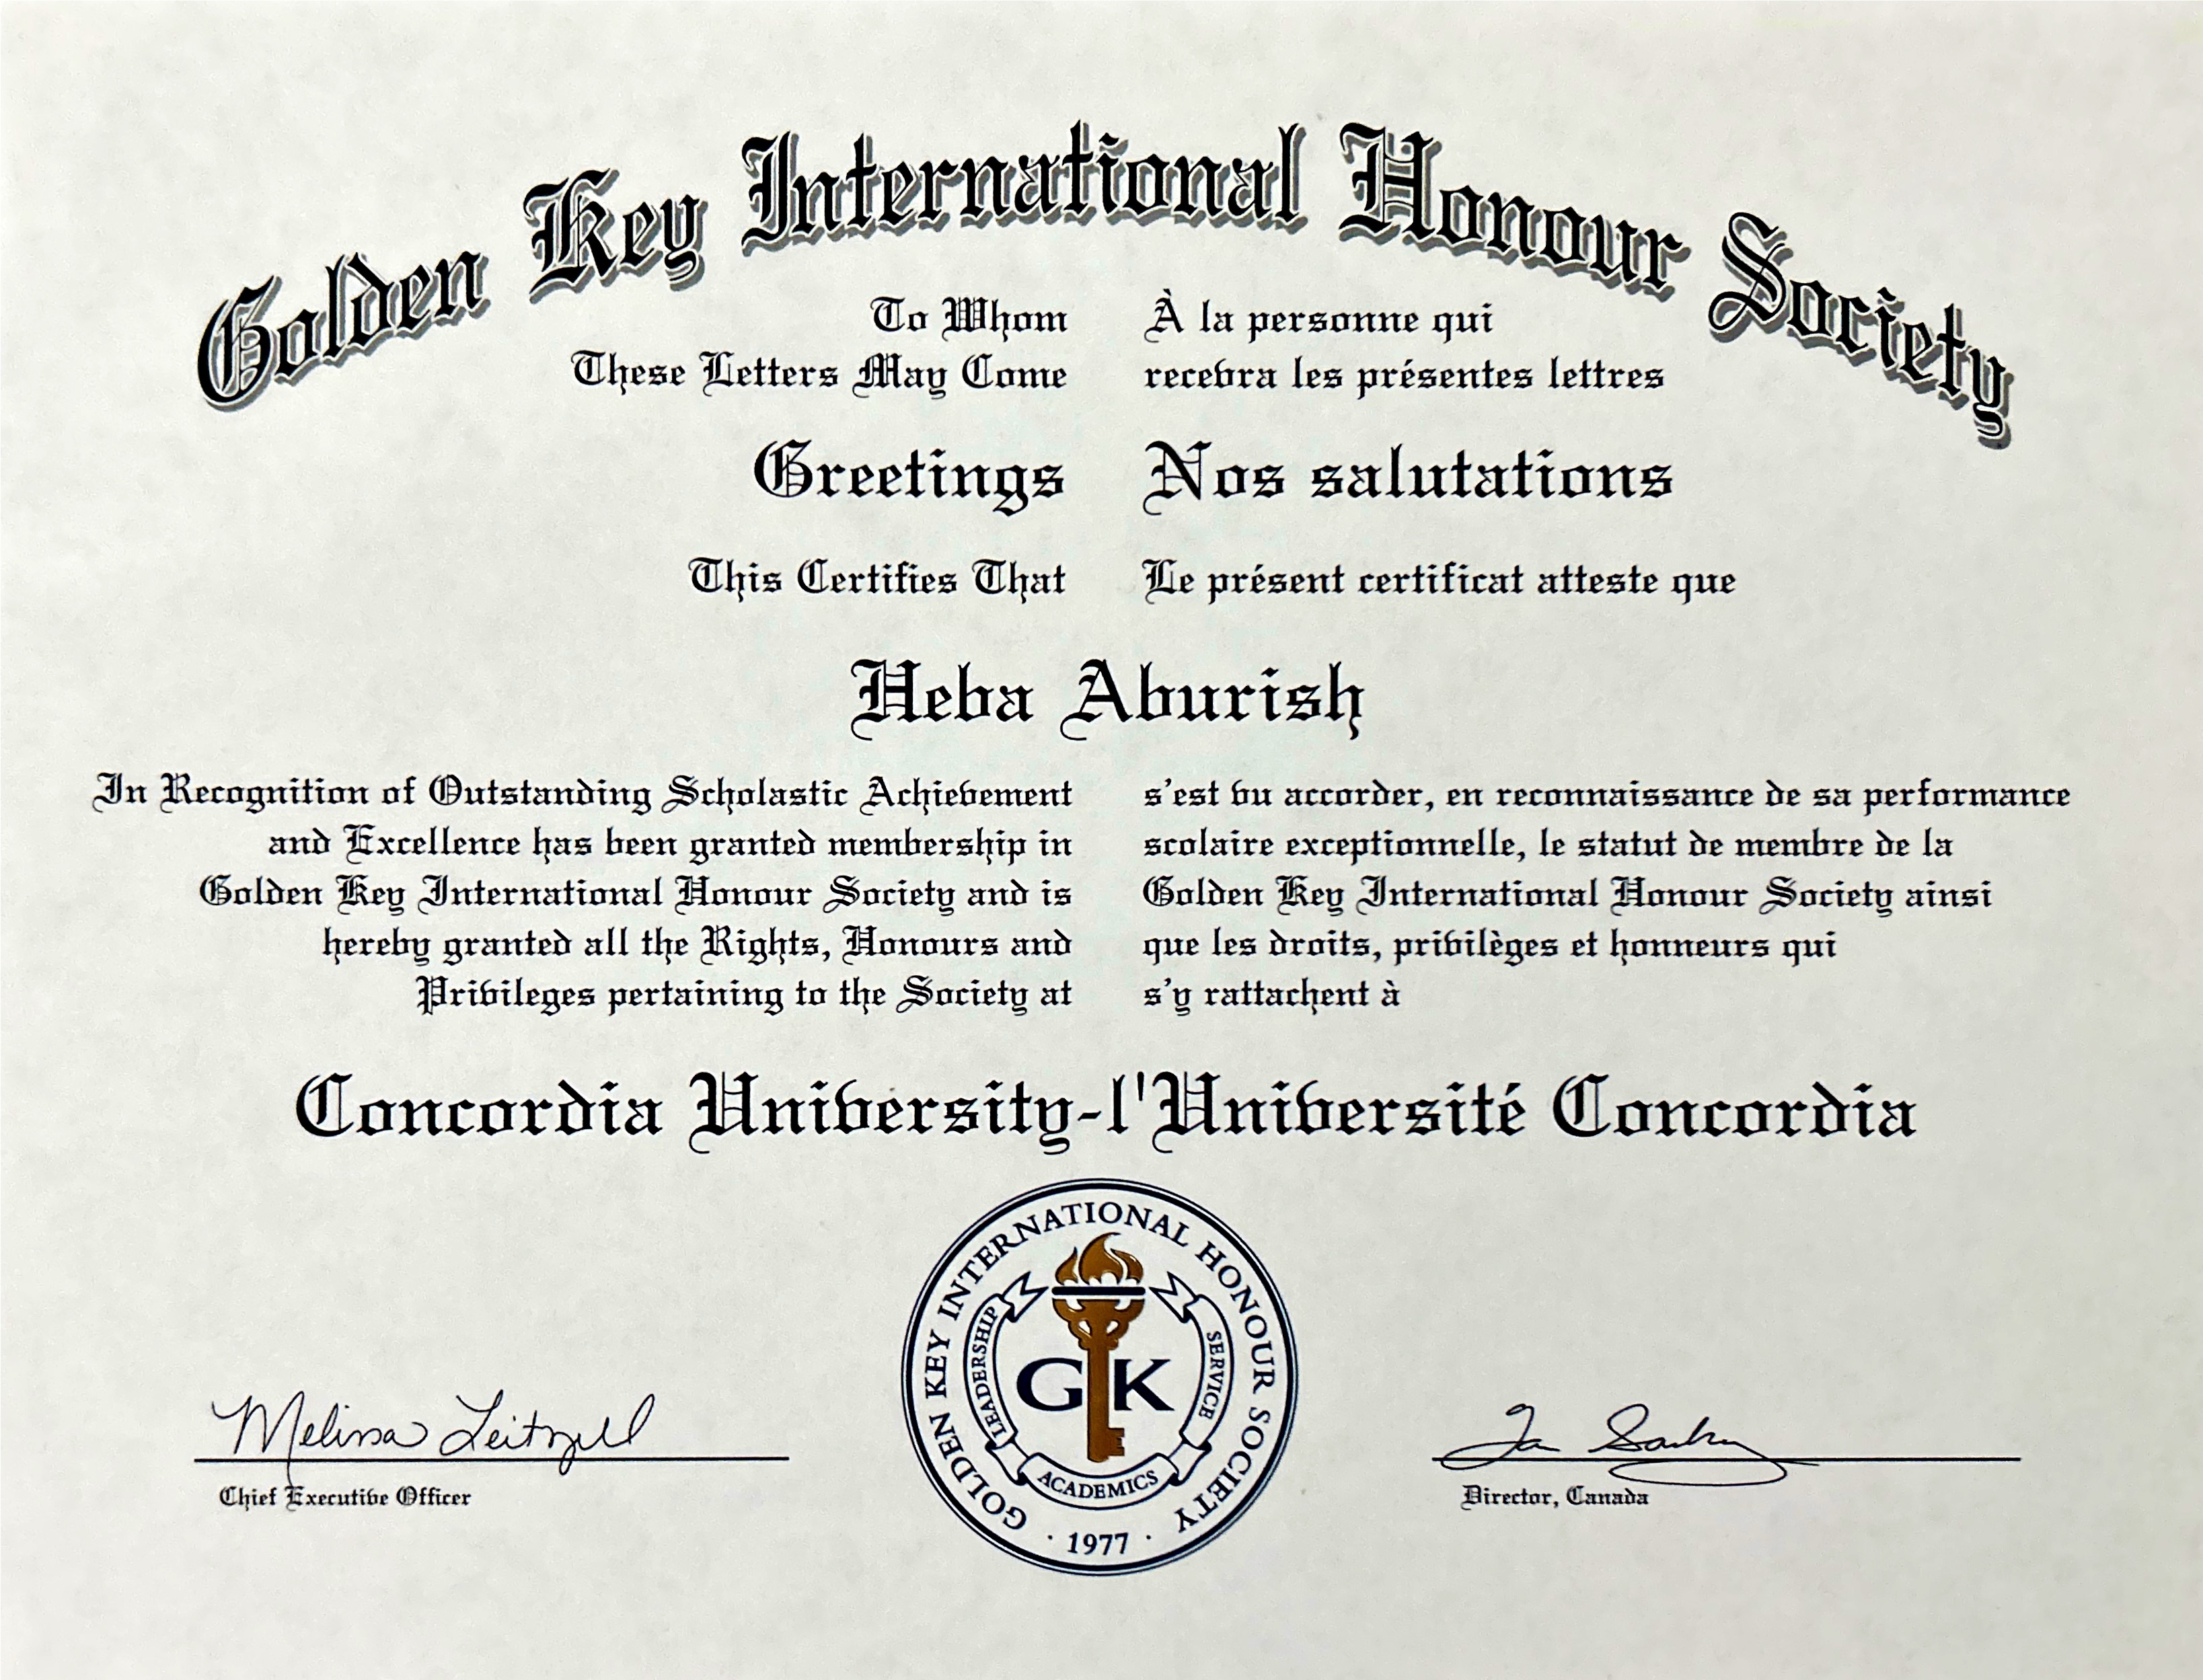 Golden Key International Honour Society
To Whom
These Letters May Come
Greetings
This Certifies That
À la personne qui
recevra les présentes lettres
Nos salutations
Le présent certificat atteste que
Heba Aburish
In Recognition of Outstanding Scholastic Achievement
and Excellence has been granted membership in
Golden Key International Honour Society and is
hereby granted all the Rights, Honours and
Privileges pertaining to the Society at
s'est vu accorder, en reconnaissance de sa performance
scolaire exceptionnelle, le statut de membre de la
Golden Key International Honour Society ainsi
que les droits, privilèges et honneurs qui
s'y rattachent à
Concordia University-l'Université Concordia
GOLDEN KEY INTERNATIONAL HONOUR SOCIETY
LEADERSHIP
SERVICE
GK
ACADEMICS
· 1977 ·
Melissa Leitzell
Chief Executive Officer
Director, Canada